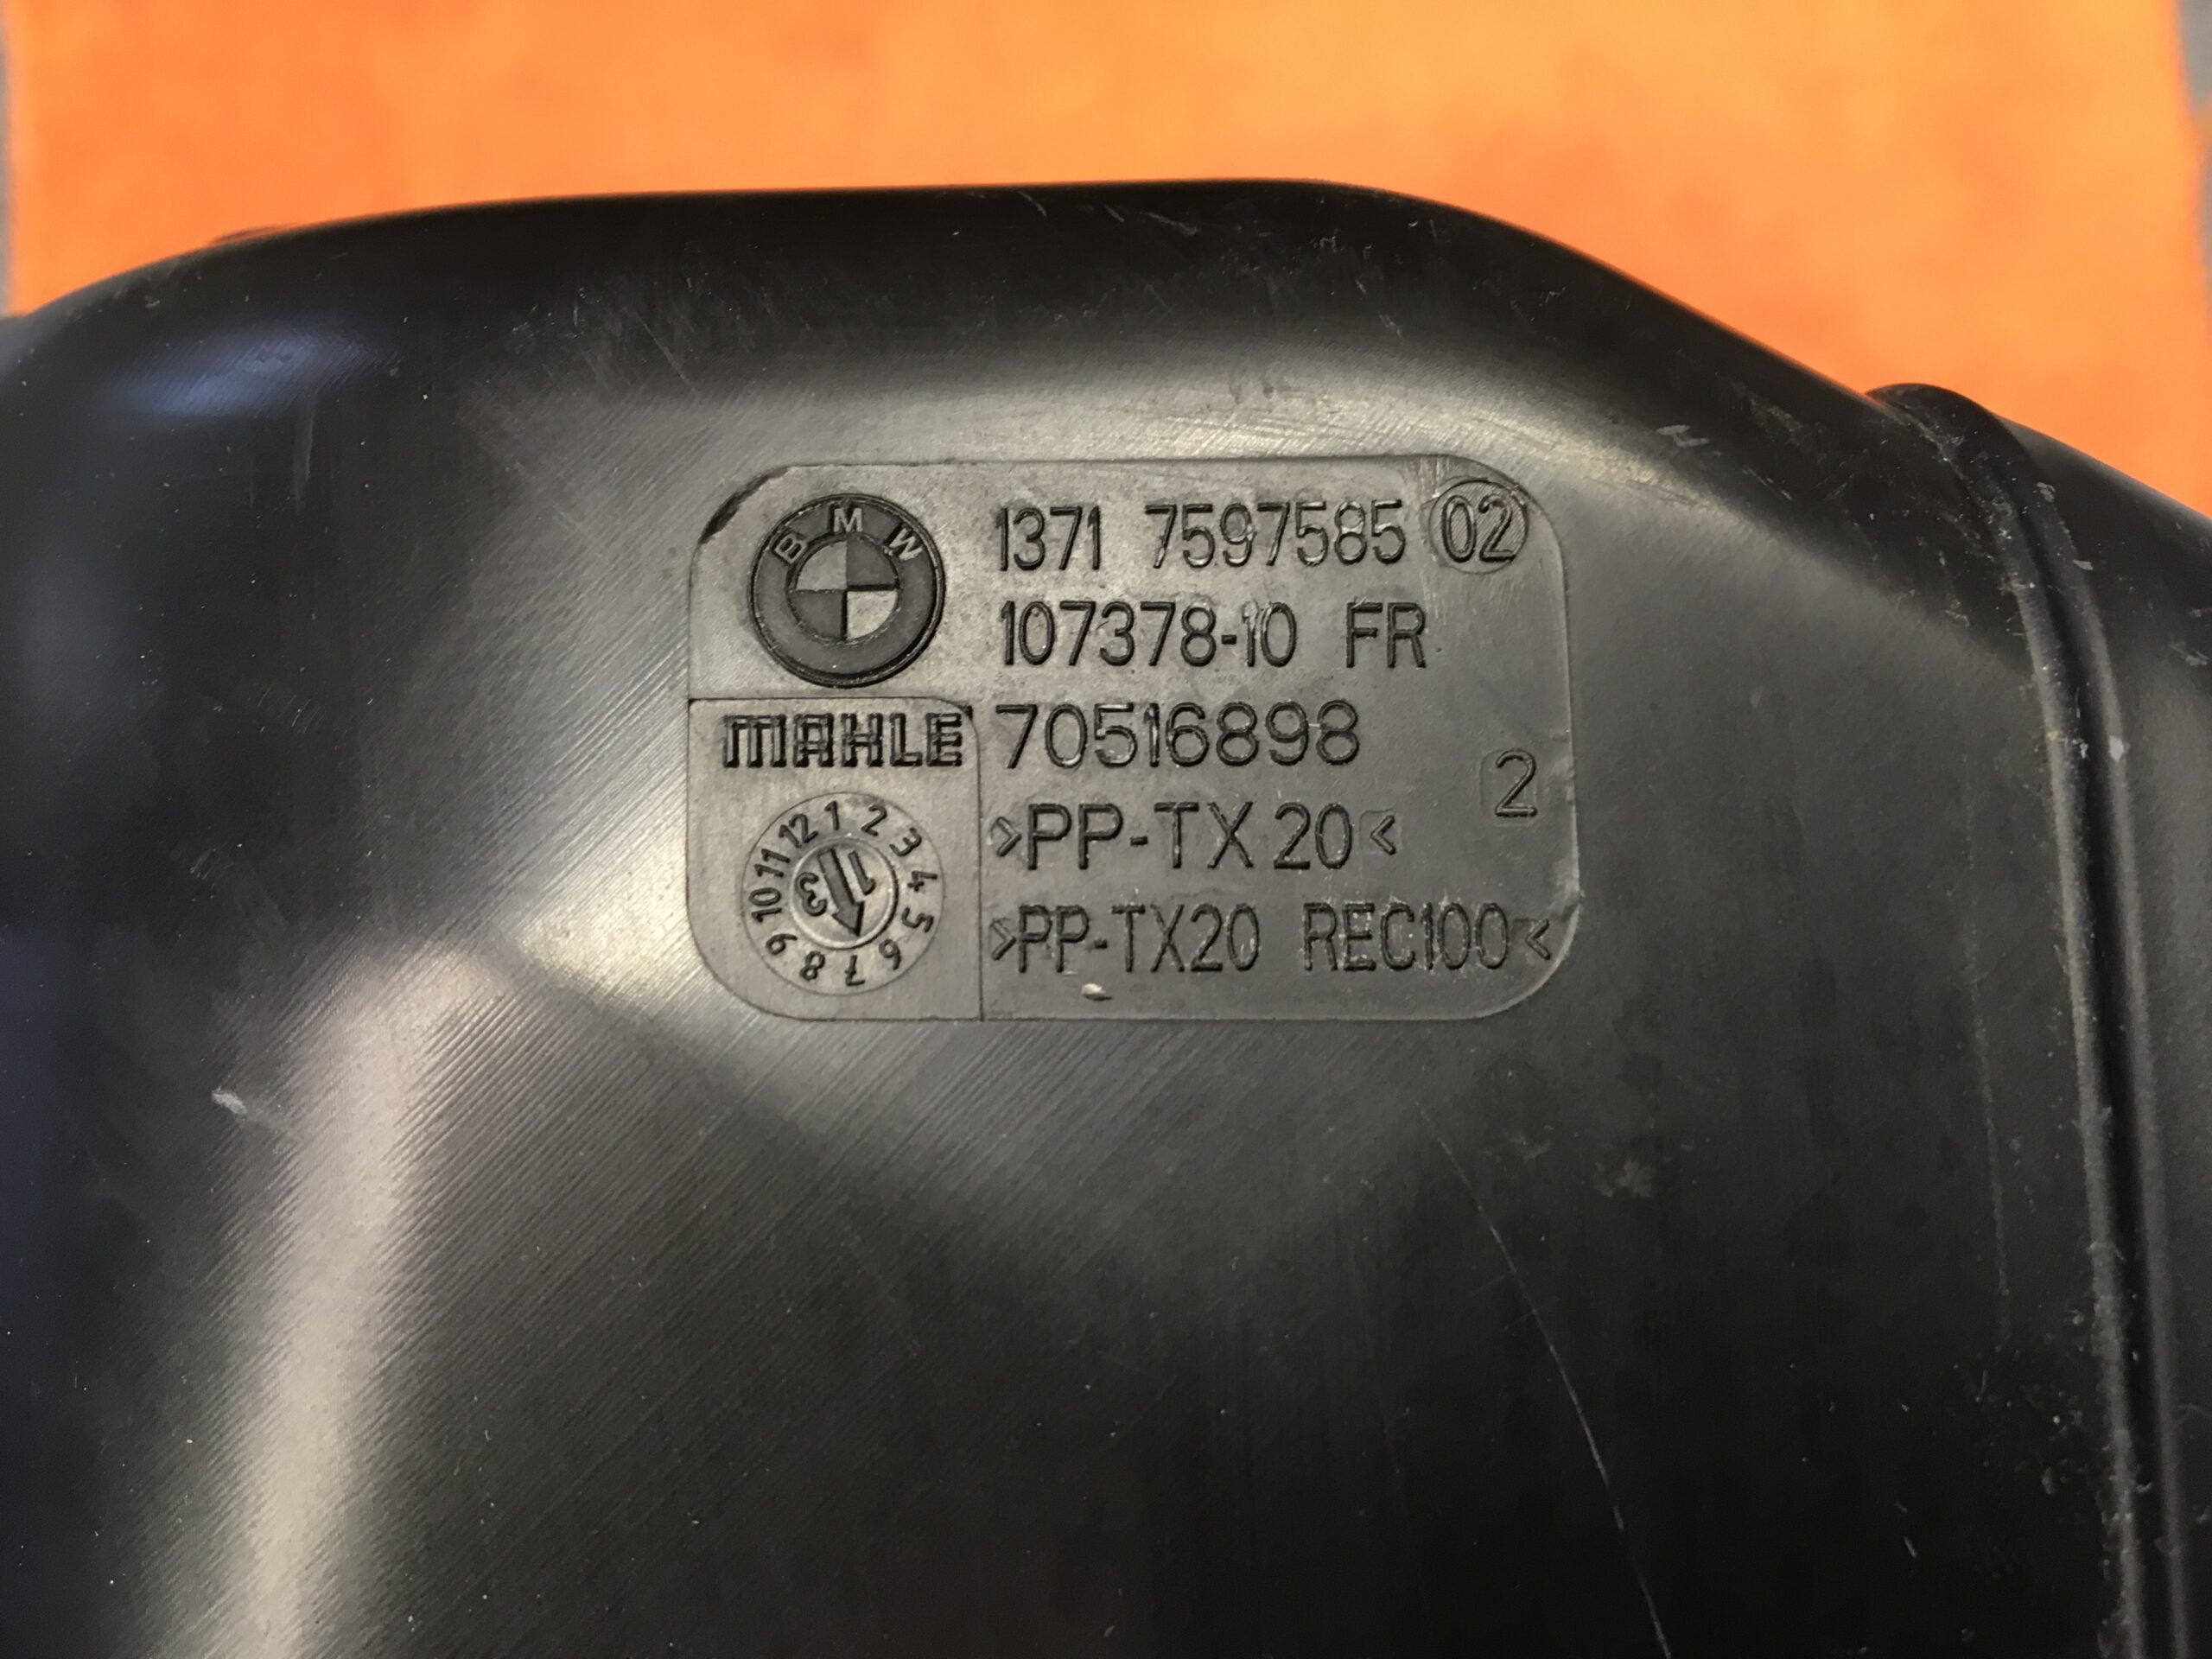 BMW
1371 7597585 02
107378-10 FR
MAHLE 70516898
2
>PP-TX 20<
>PP-TX20 REC100<
1 2 3 4 5 6 7 8 9 10 11 12
13